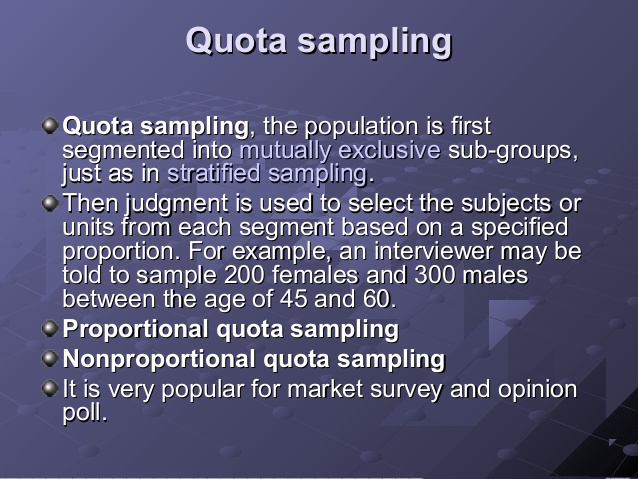 Quota sampling
Quota sampling, the population is first
segmented into mutually exclusive sub-groups,
just as in stratified sampling.
Then judgment is used to select the subjects or
units from each segment based on a specified
proportion. For example, an interviewer may be
told to sample 200 females and 300 males
between the age of 45 and 60.
Proportional quota sampling
Nonproportional quota sampling
It is very popular for market survey and opinion
poll.